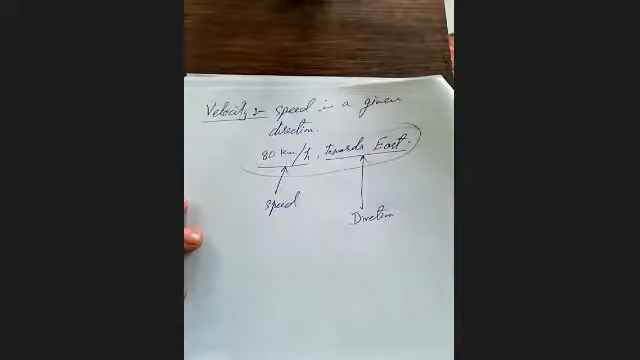 Velocity :- speed in a given
direction.
80 km/h, towards East.
speed
Direction